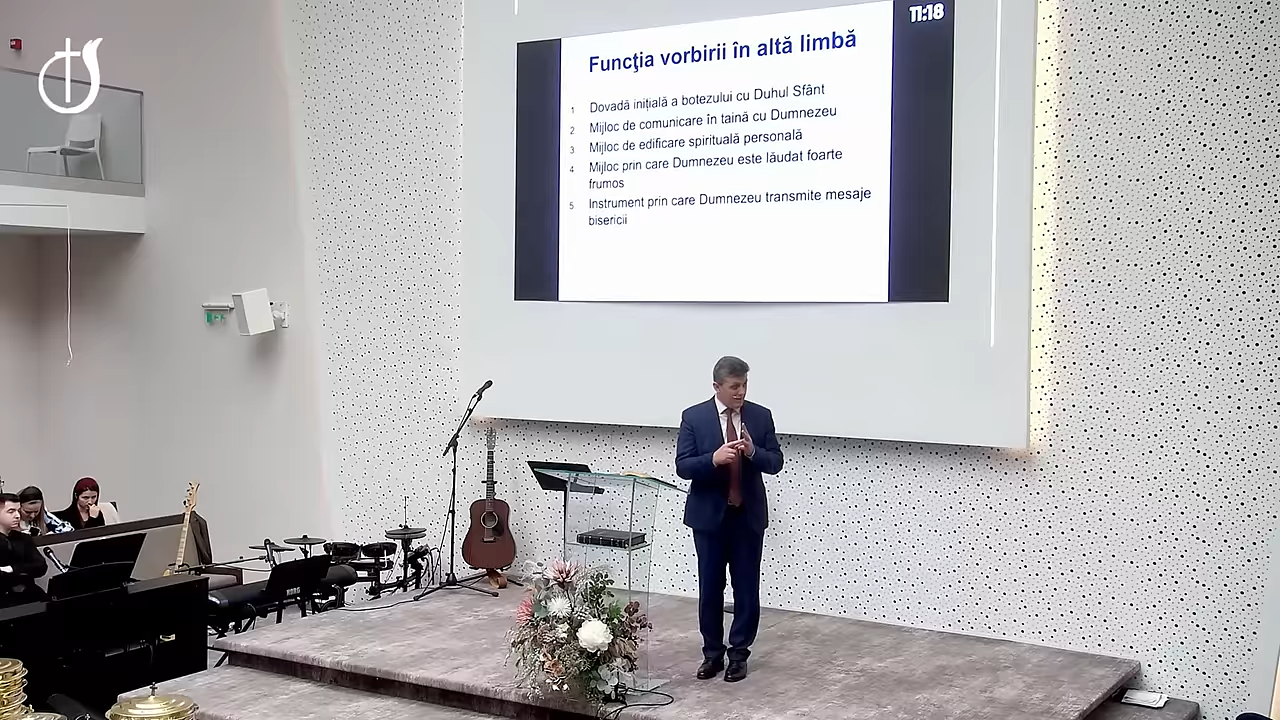 11:18
Funcţia vorbirii în altă limbă
1 Dovadă inițială a botezului cu Duhul Sfânt
2 Mijloc de comunicare în taină cu Dumnezeu
3 Mijloc de edificare spirituală personală
4 Mijloc prin care Dumnezeu este lăudat foarte
frumos
5 Instrument prin care Dumnezeu transmite mesaje
bisericii
KORG